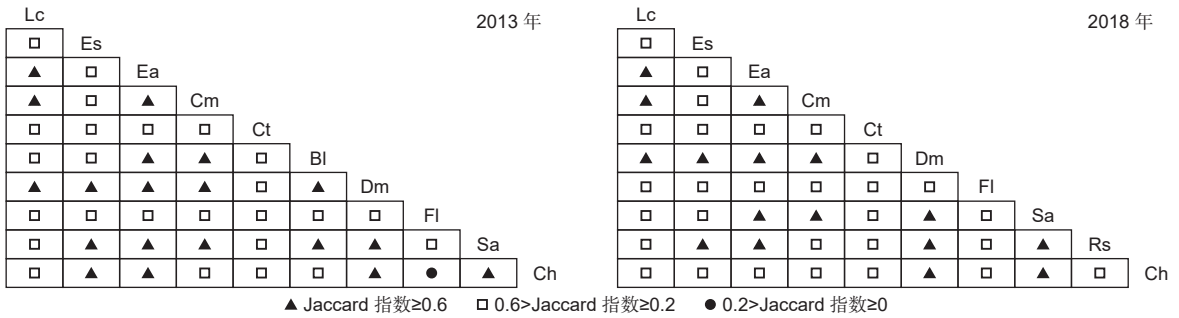 Lc 2013 年
Es
Ea
Cm
Ct
Bl
Dm
Fl
Sa
Ch
Lc 2018 年
Es
Ea
Cm
Ct
Dm
Fl
Sa
Rs
Ch
▲ Jaccard 指数≥0.6 □ 0.6>Jaccard 指数≥0.2 ● 0.2>Jaccard 指数≥0